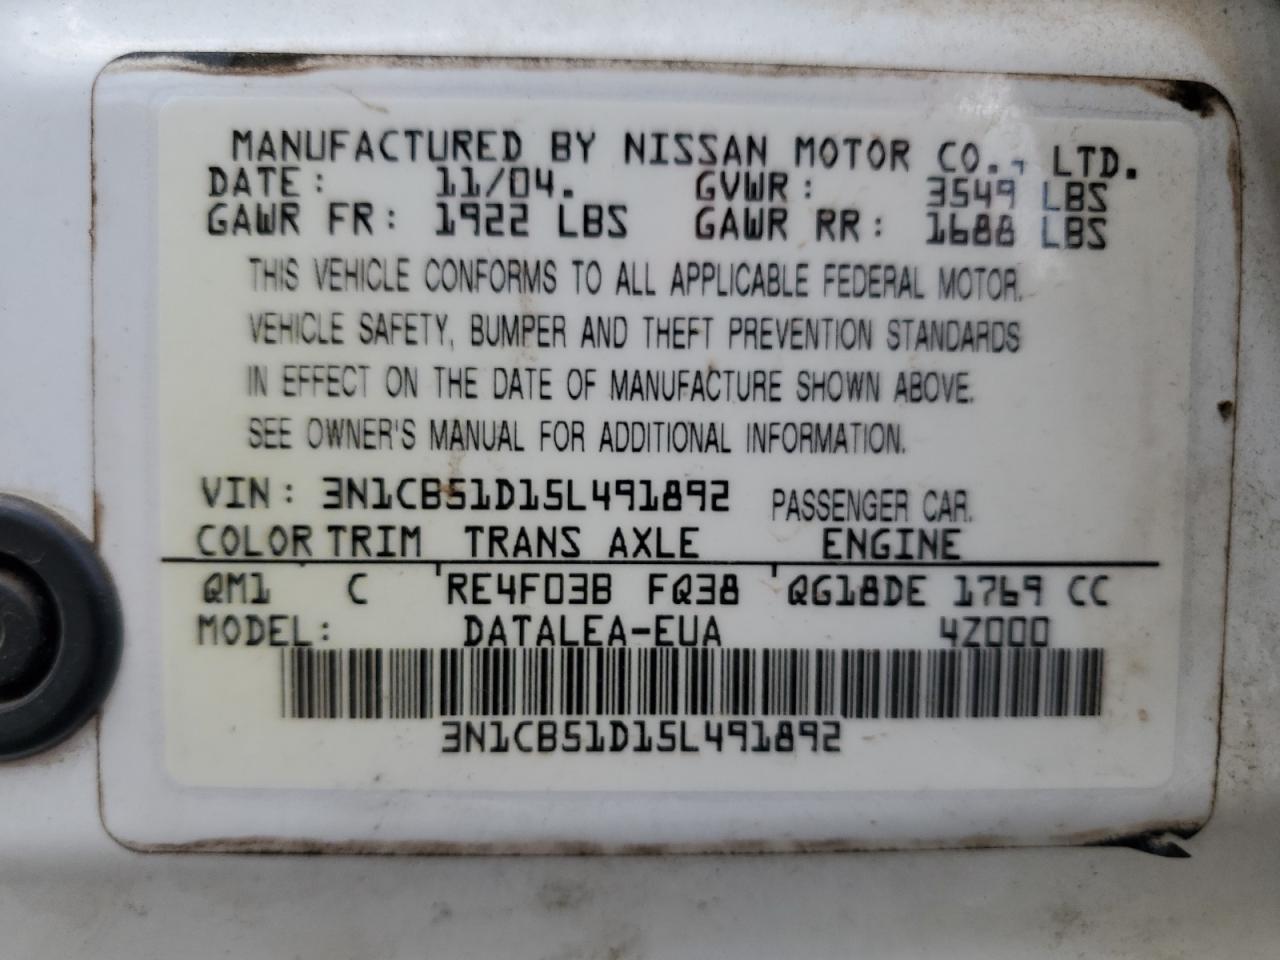 MANUFACTURED BY NISSAN MOTOR CO., LTD.
DATE: 11/04. GVWR: 3549 LBS
GAWR FR: 1922 LBS GAWR RR: 1688 LBS
THIS VEHICLE CONFORMS TO ALL APPLICABLE FEDERAL MOTOR.
VEHICLE SAFETY, BUMPER AND THEFT PREVENTION STANDARDS
IN EFFECT ON THE DATE OF MANUFACTURE SHOWN ABOVE.
SEE OWNER'S MANUAL FOR ADDITIONAL INFORMATION.
VIN: 3N1CB51D15L491892 PASSENGER CAR.
COLOR TRIM TRANS AXLE ENGINE
QM1 C RE4F03B FQ38 QG18DE 1769 CC
MODEL: DATALEA-EUA 4Z000
3N1CB51D15L491892